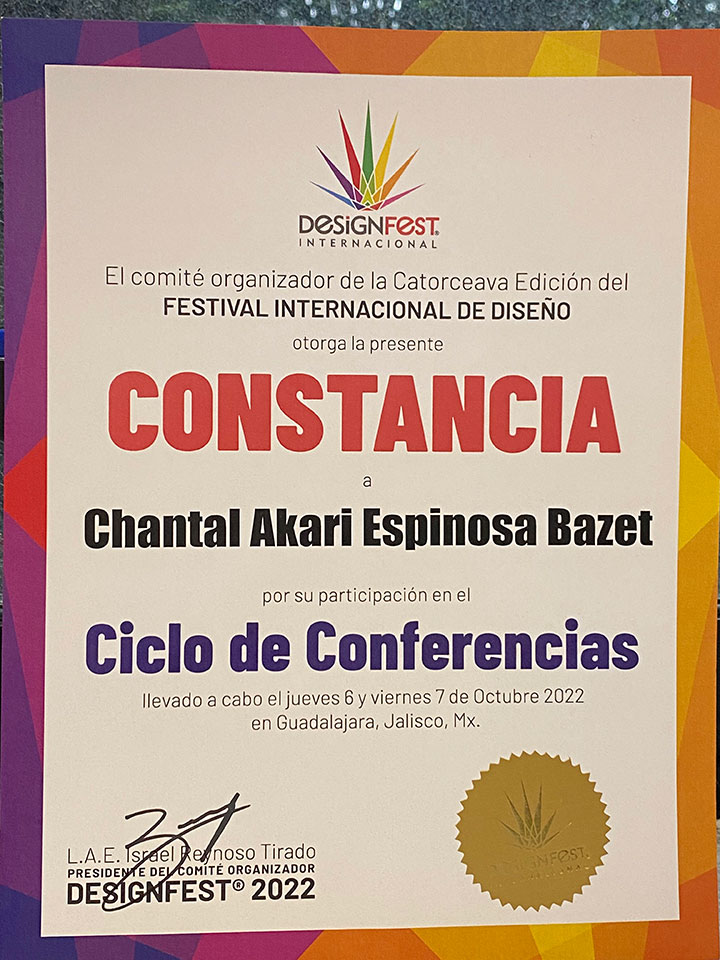 DESiGNFEST®
INTERNACIONAL
El comité organizador de la Catorceava Edición del
FESTIVAL INTERNACIONAL DE DISEÑO
otorga la presente
CONSTANCIA
a
Chantal Akari Espinosa Bazet
por su participación en el
Ciclo de Conferencias
llevado a cabo el jueves 6 y viernes 7 de Octubre 2022
en Guadalajara, Jalisco, Mx.
L.A.E. Israel Reynoso Tirado
PRESIDENTE DEL COMITÉ ORGANIZADOR
DESIGNFEST® 2022
DESiGNFEST
INTERNACIONAL